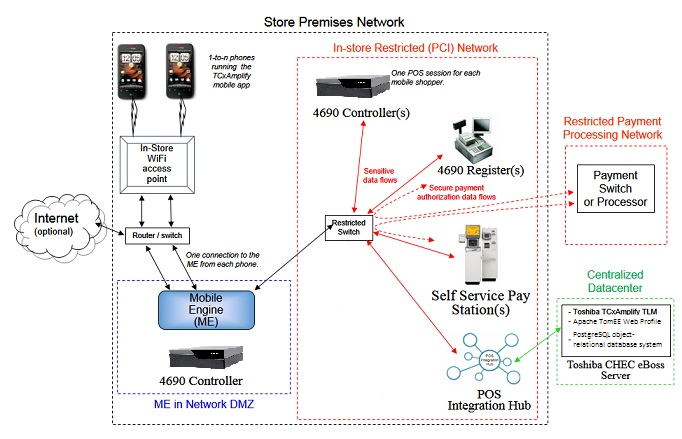 Store Premises Network
1-to-n phones
running the
TCxAmplify
mobile app
In-store Restricted (PCI) Network
One POS session for each
mobile shopper.
4690 Controller(s)
Restricted Payment
Processing Network
In-Store
WiFi
access
point
4690 Register(s)
Sensitive
data flows
Secure payment
authorization data flows
Payment
Switch
or Processor
Internet
(optional)
Router / switch
Restricted
Switch
One connection to the
ME from each phone.
Mobile
Engine
(ME)
Self Service Pay
Station(s)
Centralized
Datacenter
- Toshiba TCxAmplify TLM
- Apache TomEE Web Profile
- PostgreSQL object-
relational database system
Toshiba CHEC eBoss
Server
4690 Controller
POS
Integration
Hub
POS
Integration Hub
ME in Network DMZ